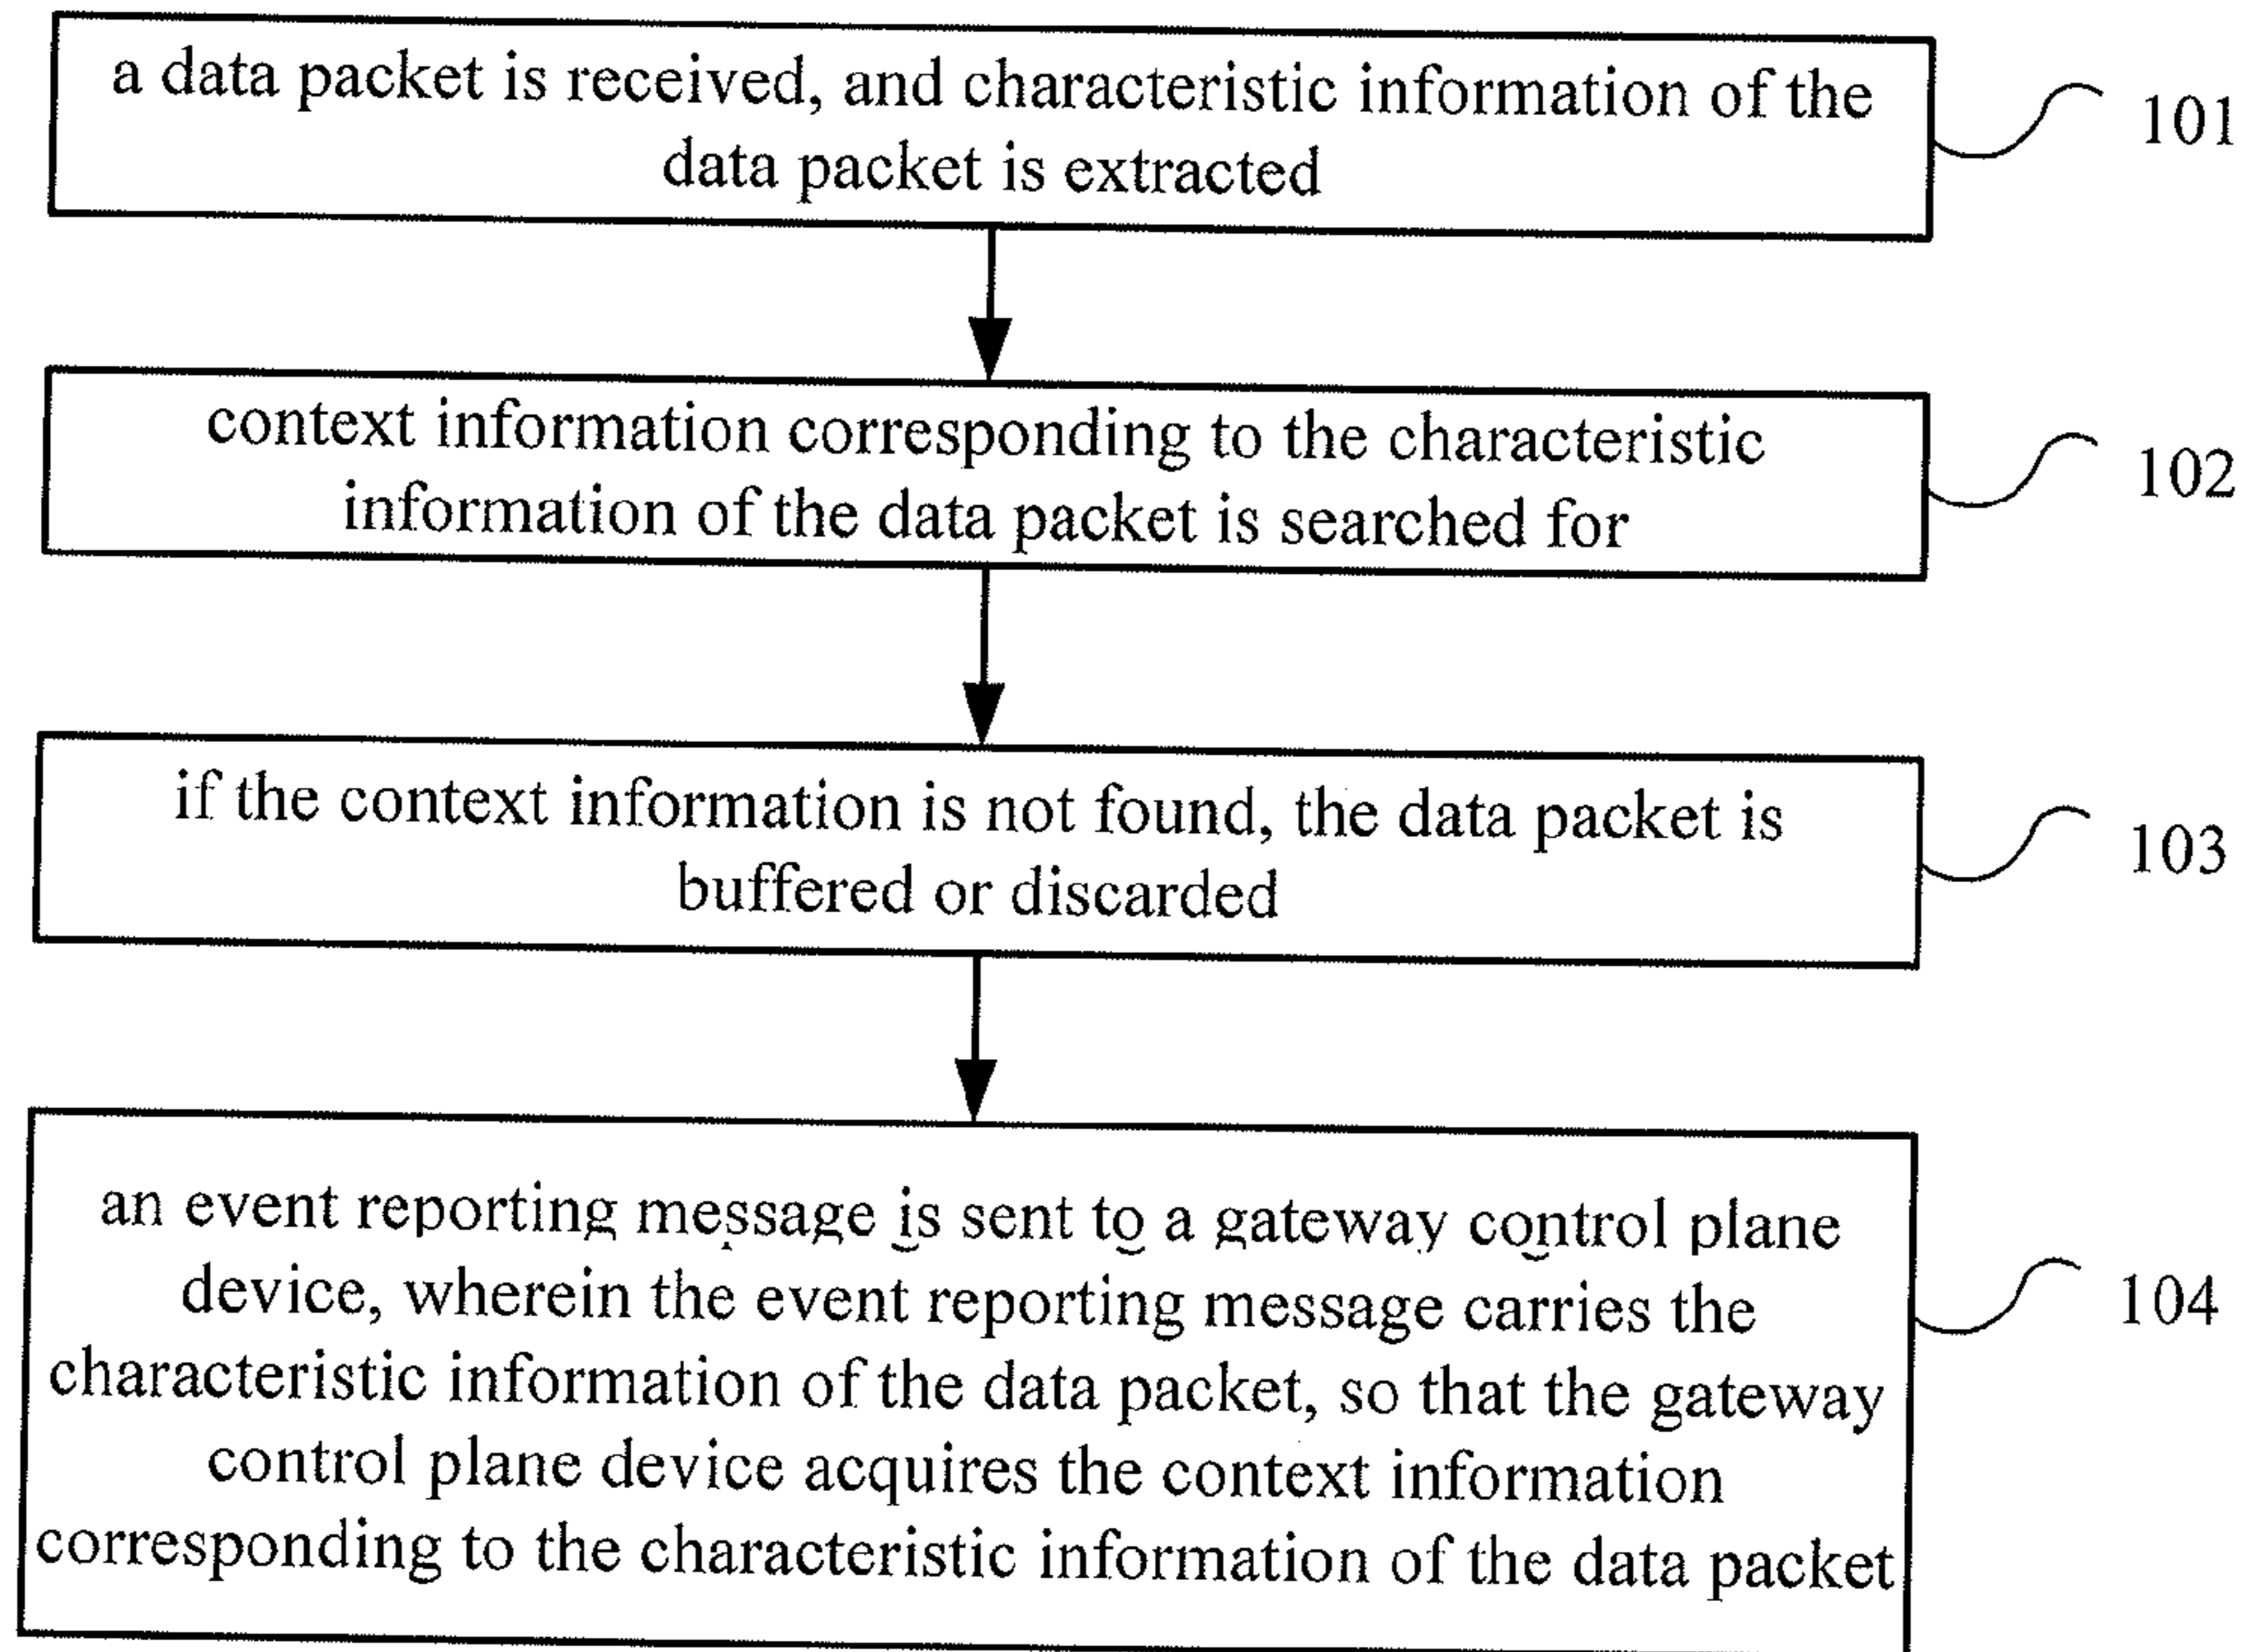 a data packet is received, and characteristic information of the
data packet is extracted
101
context information corresponding to the characteristic
information of the data packet is searched for
102
if the context information is not found, the data packet is
buffered or discarded
103
an event reporting message is sent to a gateway control plane
device, wherein the event reporting message carries the
characteristic information of the data packet, so that the gateway
control plane device acquires the context information
corresponding to the characteristic information of the data packet
104